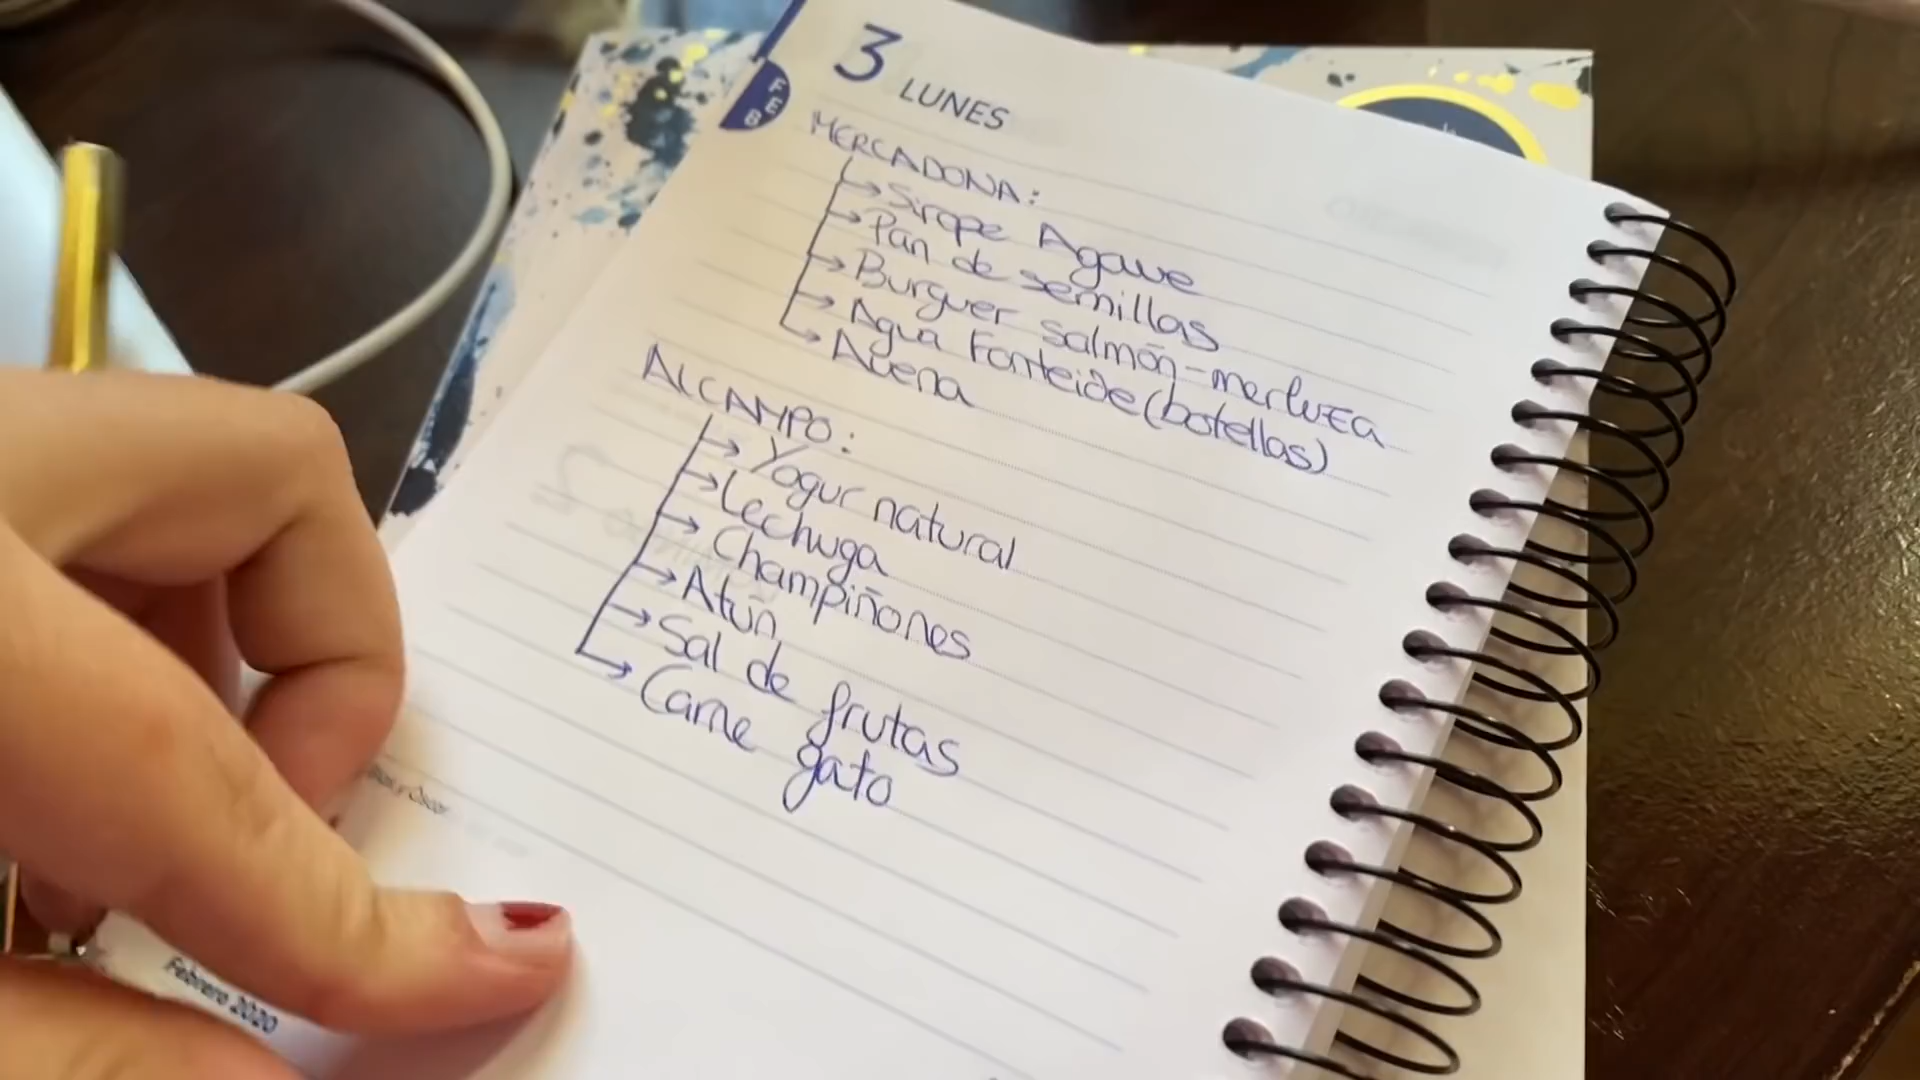 3 LUNES
FEB
MERCADONA:
→ Sirope Agave
→ Pan de semillas
→ Burguer salmón-merluza
→ Agua Fonteide (botellas)
→ Avena
ALCAMPO:
→ Yogur natural
→ Lechuga
→ Champiñones
→ Atún
→ Sal de frutas
→ Carne gato
Febrero 2020